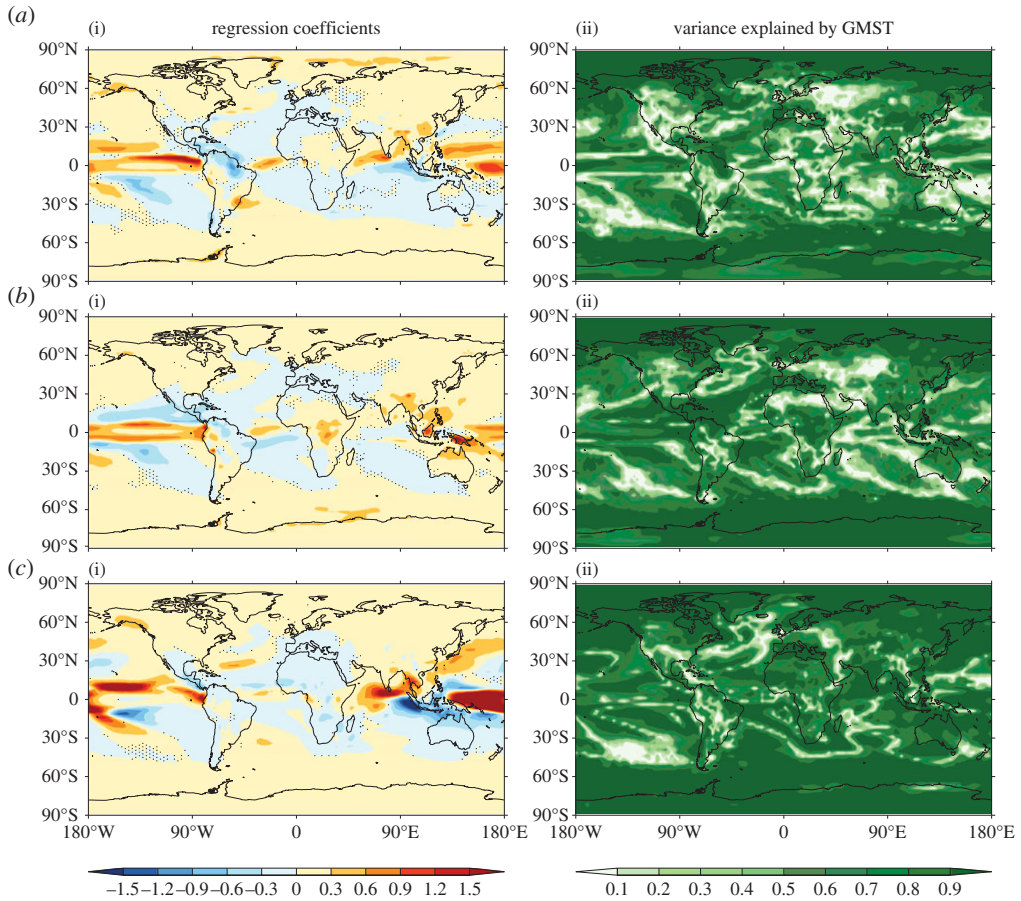 (a)
(i) regression coefficients (ii) variance explained by GMST
90°N 90°N
60°N 60°N
30°N 30°N
0 0
30°S 30°S
60°S 60°S
90°S 90°S
(b)
(i) (ii)
90°N 90°N
60°N 60°N
30°N 30°N
0 0
30°S 30°S
60°S 60°S
90°S 90°S
(c)
(i) (ii)
90°N 90°N
60°N 60°N
30°N 30°N
0 0
30°S 30°S
60°S 60°S
90°S 90°S
180°W 90°W 0 90°E 180°E 180°W 90°W 0 90°E 180°E
−1.5 −1.2 −0.9 −0.6 −0.3 0 0.3 0.6 0.9 1.2 1.5 0.1 0.2 0.3 0.4 0.5 0.6 0.7 0.8 0.9